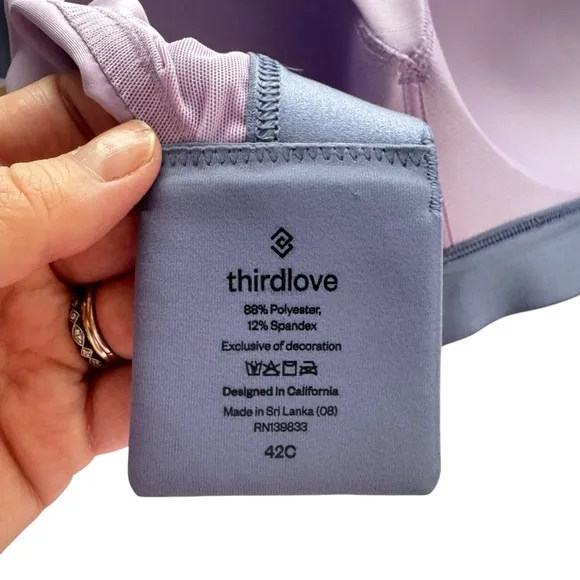 thirdlove
88% Polyester,
12% Spandex
Exclusive of decoration
Designed in California
Made in Sri Lanka (08)
RN139833
42C